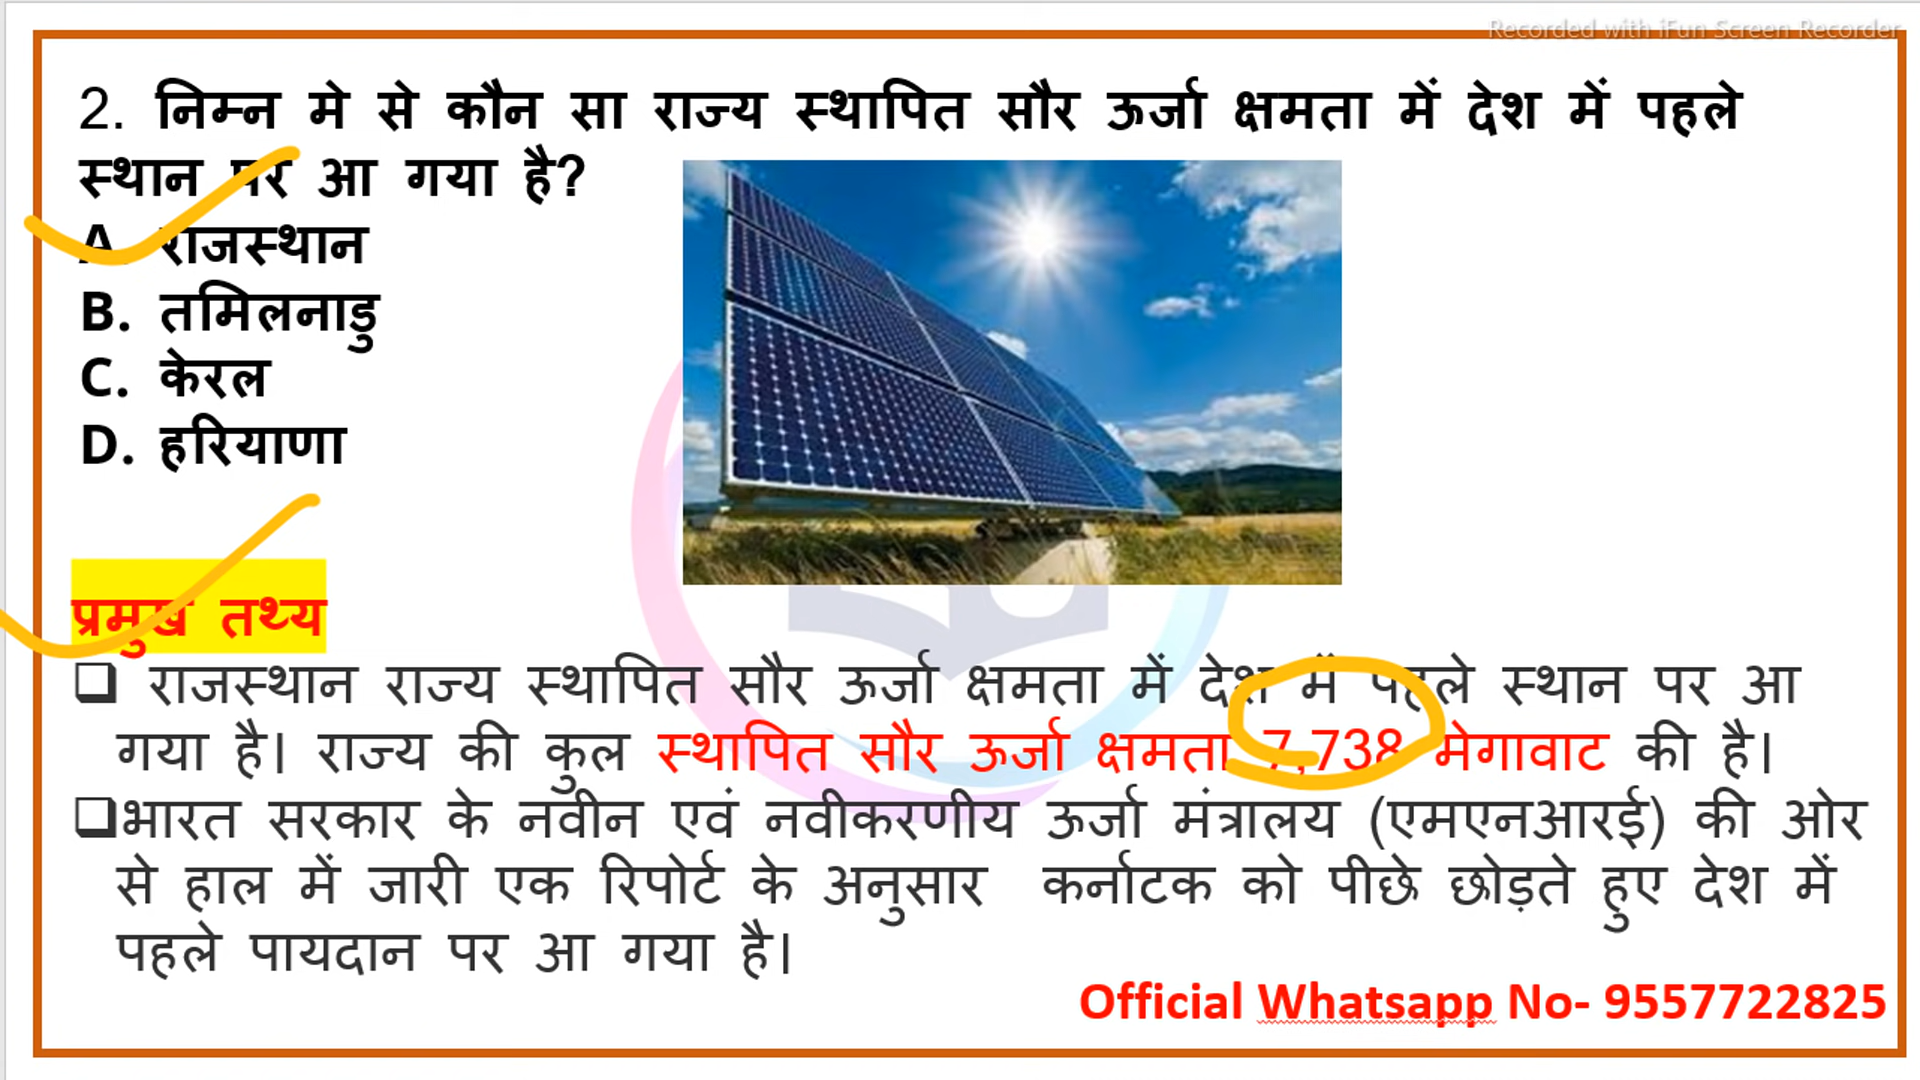 Recorded with iFun Screen Recorder
2. निम्न मे से कौन सा राज्य स्थापित सौर ऊर्जा क्षमता में देश में पहले
स्थान पर आ गया है?
A. राजस्थान
B. तमिलनाडु
C. केरल
D. हरियाणा
प्रमुख तथ्य
❑ राजस्थान राज्य स्थापित सौर ऊर्जा क्षमता में देश में पहले स्थान पर आ
गया है। राज्य की कुल स्थापित सौर ऊर्जा क्षमता 7,738 मेगावाट की है।
❑भारत सरकार के नवीन एवं नवीकरणीय ऊर्जा मंत्रालय (एमएनआरई) की ओर
से हाल में जारी एक रिपोर्ट के अनुसार कर्नाटक को पीछे छोड़ते हुए देश में
पहले पायदान पर आ गया है।
Official Whatsapp No- 9557722825